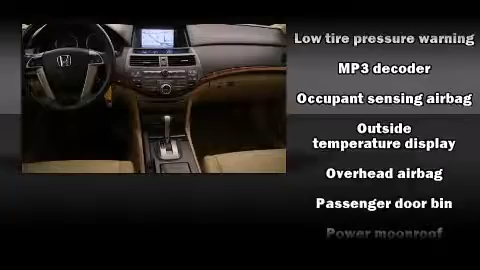 Low tire pressure warning
MP3 decoder
Occupant sensing airbag
Outside
temperature display
Overhead airbag
Passenger door bin
Power moonroof